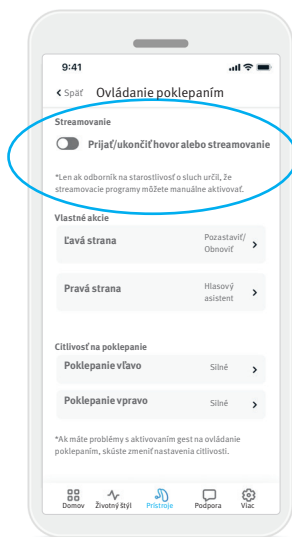 9:41
Späť Ovládanie poklepaním
Streamovanie
Prijať/ukončiť hovor alebo streamovanie
*Len ak odborník na starostlivosť o sluch určil, že
streamovacie programy môžete manuálne aktivovať.
Vlastné akcie
Ľavá strana
Pozastaviť/
Obnoviť
Pravá strana
Hlasový
asistent
Citlivosť na poklepanie
Poklepanie vľavo Silné
Poklepanie vpravo Silné
*Ak máte problémy s aktivovaním gest na ovládanie
poklepaním, skúste zmeniť nastavenia citlivosti.
Domov Životný štýl Prístroje Podpora Viac